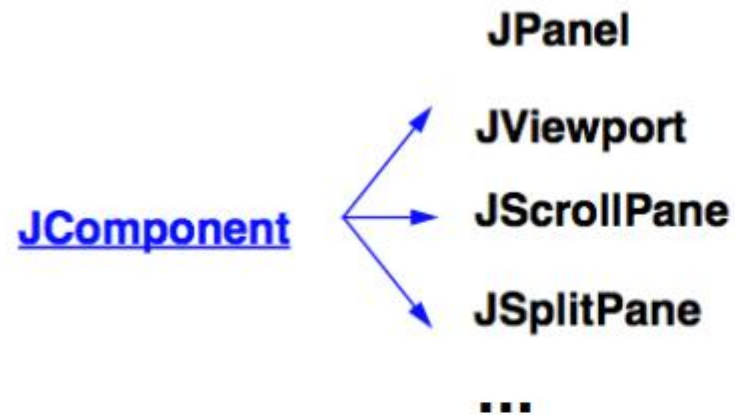 JPanel
JViewport
JComponent
JScrollPane
JSplitPane
...